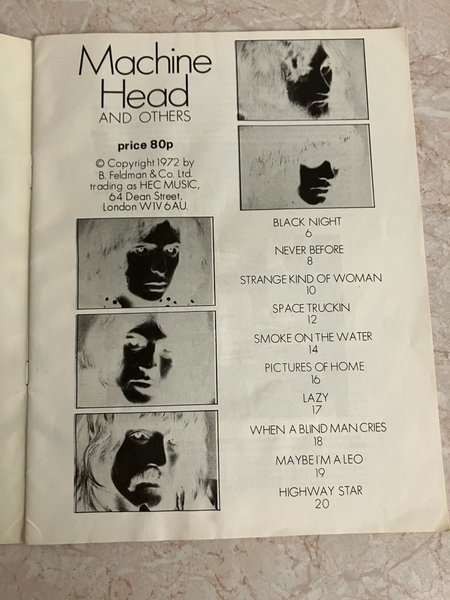 Machine
Head
AND OTHERS
price 80p
© Copyright 1972 by
B. Feldman & Co. Ltd.
trading as HEC MUSIC,
64 Dean Street,
London W1V 6AU.
BLACK NIGHT
6
NEVER BEFORE
8
STRANGE KIND OF WOMAN
10
SPACE TRUCKIN
12
SMOKE ON THE WATER
14
PICTURES OF HOME
16
LAZY
17
WHEN A BLIND MAN CRIES
18
MAYBE I'M A LEO
19
HIGHWAY STAR
20